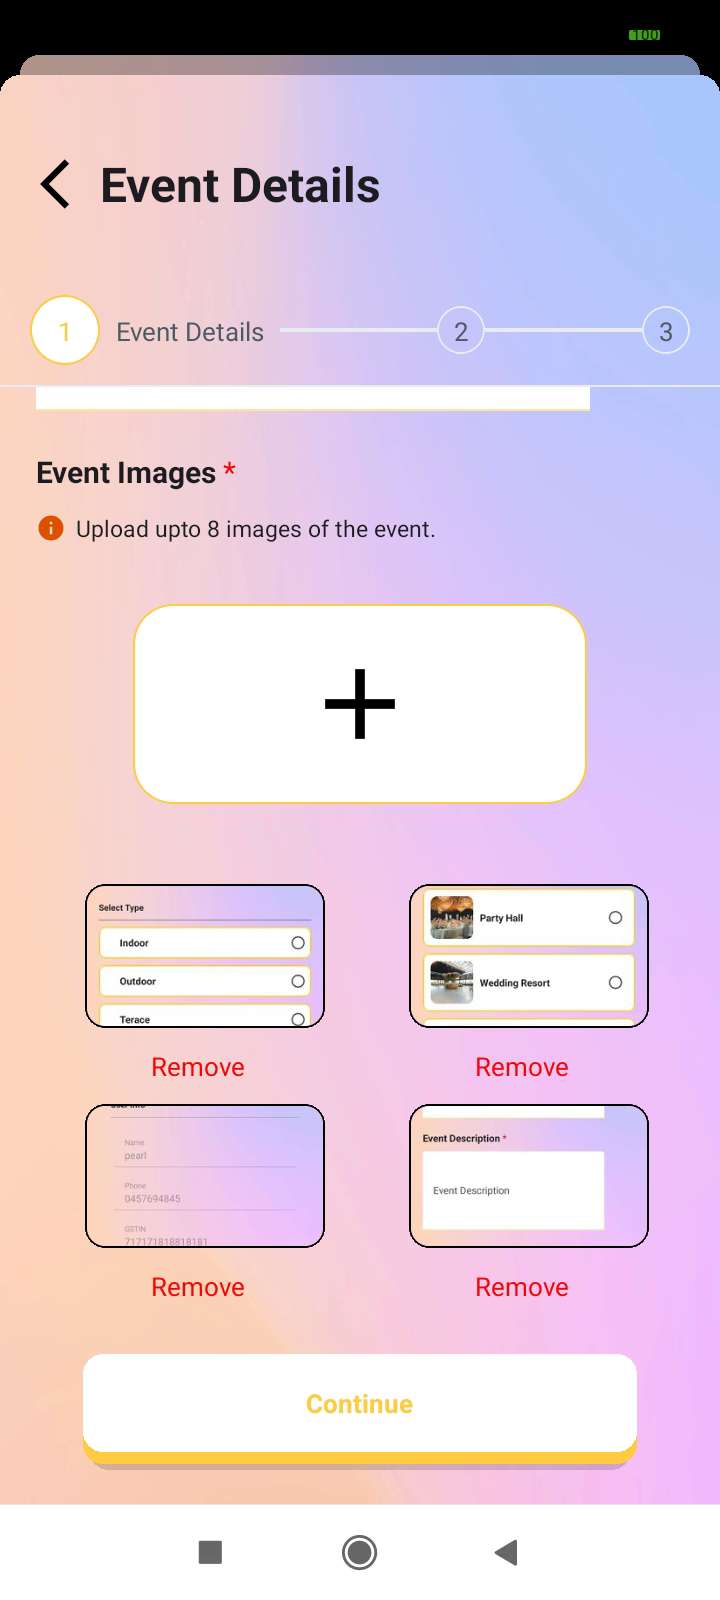 100
Event Details
1 Event Details 2 3
Event Images *
Upload upto 8 images of the event.
Select Type
Indoor
Outdoor
Terace
Remove
Party Hall
Wedding Resort
Remove
User Info
Name
pearl
Phone
0457694845
GSTIN
717171818818181
Remove
Event Description *
Event Description
Remove
Continue